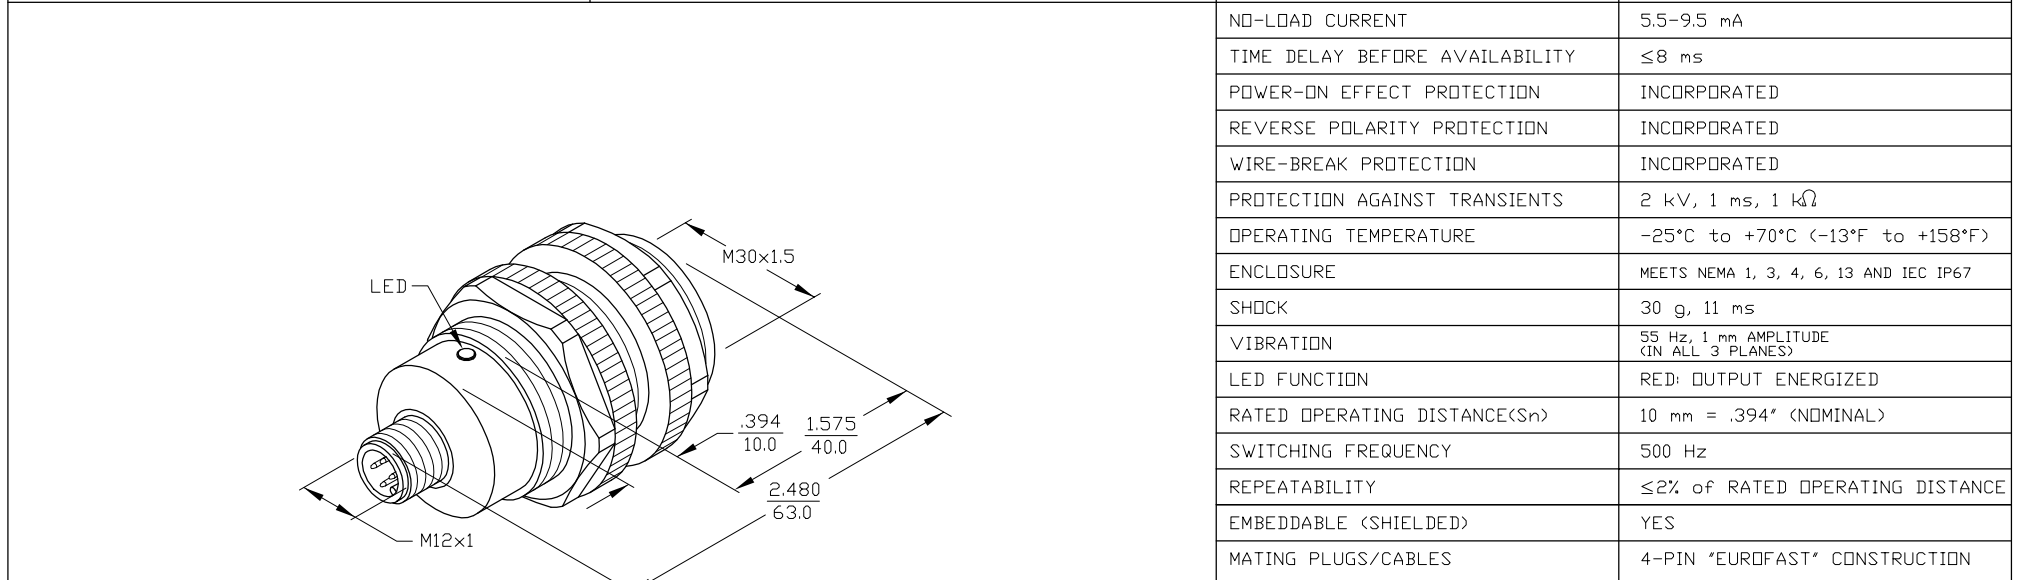 NO-LOAD CURRENT 5.5-9.5 mA
TIME DELAY BEFORE AVAILABILITY ≤8 ms
POWER-ON EFFECT PROTECTION INCORPORATED
REVERSE POLARITY PROTECTION INCORPORATED
WIRE-BREAK PROTECTION INCORPORATED
PROTECTION AGAINST TRANSIENTS 2 kV, 1 ms, 1 kΩ
OPERATING TEMPERATURE -25°C to +70°C (-13°F to +158°F)
ENCLOSURE MEETS NEMA 1, 3, 4, 6, 13 AND IEC IP67
SHOCK 30 g, 11 ms
VIBRATION 55 Hz, 1 mm AMPLITUDE
(IN ALL 3 PLANES)
LED FUNCTION RED: OUTPUT ENERGIZED
RATED OPERATING DISTANCE(Sn) 10 mm = .394" (NOMINAL)
SWITCHING FREQUENCY 500 Hz
REPEATABILITY ≤2% of RATED OPERATING DISTANCE
EMBEDDABLE (SHIELDED) YES
MATING PLUGS/CABLES 4-PIN "EUROFAST" CONSTRUCTION
M30x1.5
LED
.394
10.0
1.575
40.0
2.480
63.0
M12x1